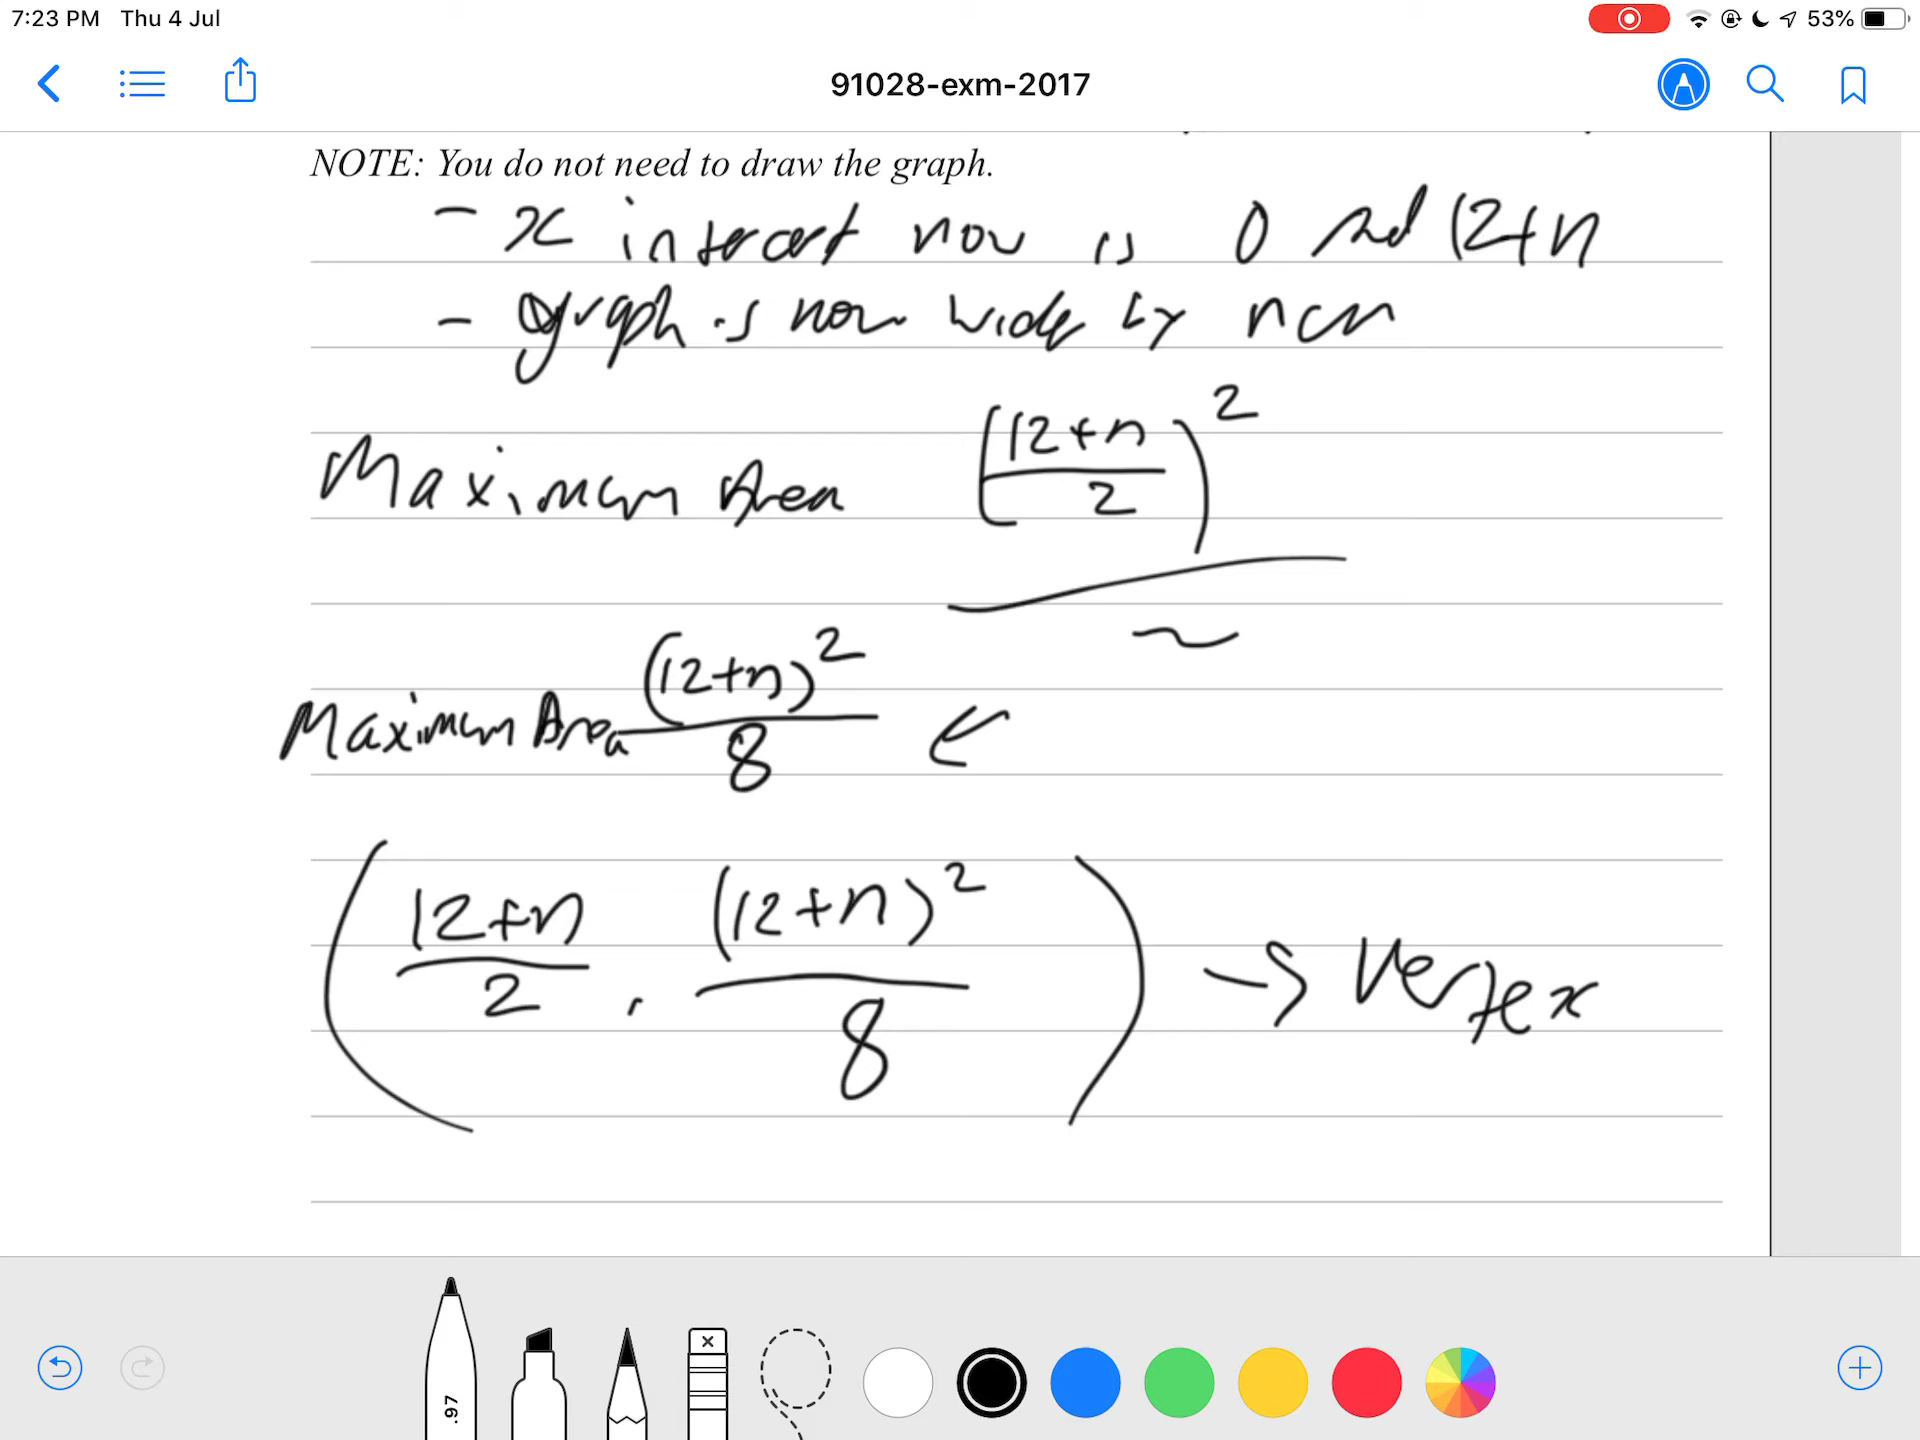 7:23 PM Thu 4 Jul
53%
91028-exm-2017
NOTE: You do not need to draw the graph.
- x intercept now is 0 and 12+n
- graph is now wider by n cm
Maximum Area ((12+n)/2)²
2
Maximum Area (12+n)²/8
((12+n)/2, (12+n)²/8) → Vertex
.97